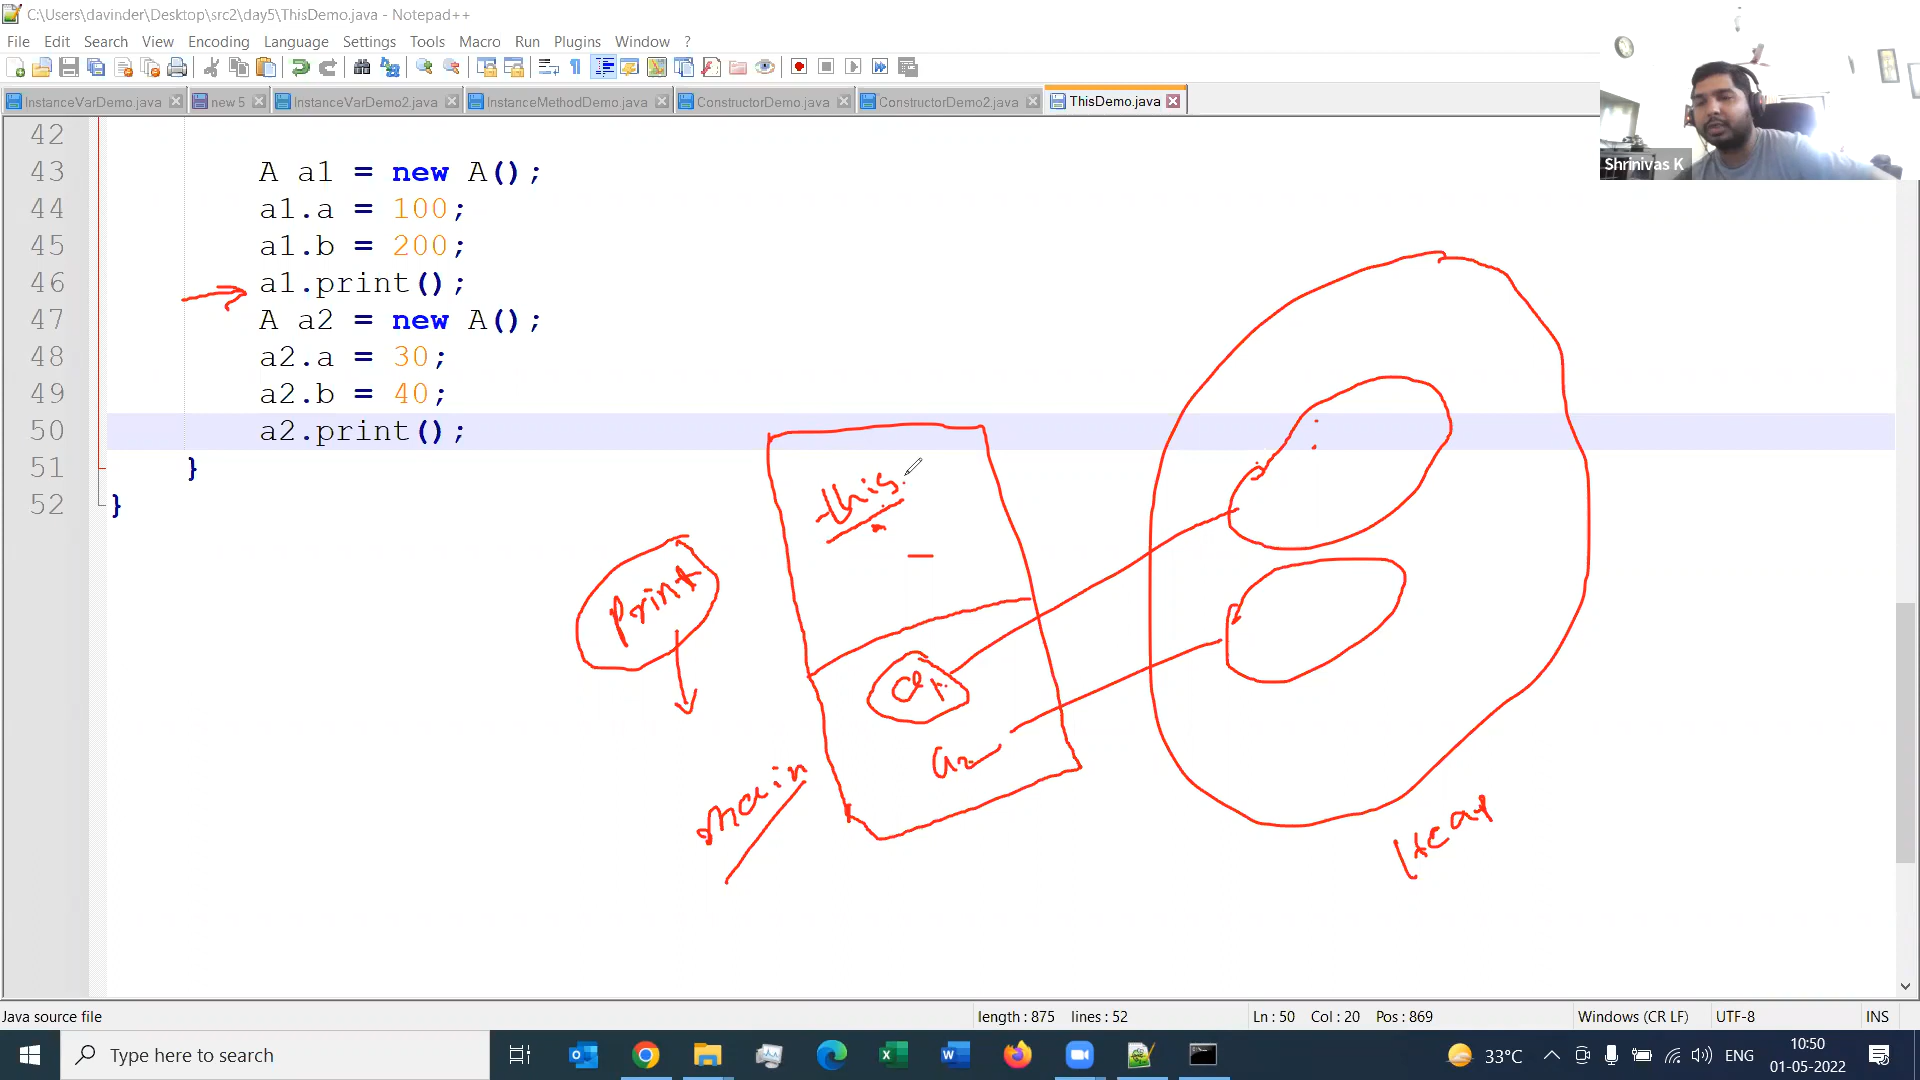 C:\Users\davinder\Desktop\src2\day5\ThisDemo.java - Notepad++
File Edit Search View Encoding Language Settings Tools Macro Run Plugins Window ?
InstanceVarDemo.java new 5 InstanceVarDemo2.java InstanceMethodDemo.java ConstructorDemo.java ConstructorDemo2.java ThisDemo.java
Shrinivas K
42
43 A a1 = new A();
44 a1.a = 100;
45 a1.b = 200;
46 a1.print();
47 A a2 = new A();
48 a2.a = 30;
49 a2.b = 40;
50 a2.print();
51 }
52 }
this.
print
a1
a2
main
Heap
Java source file length : 875 lines : 52 Ln : 50 Col : 20 Pos : 869 Windows (CR LF) UTF-8 INS
Type here to search 33°C ENG 10:50
01-05-2022